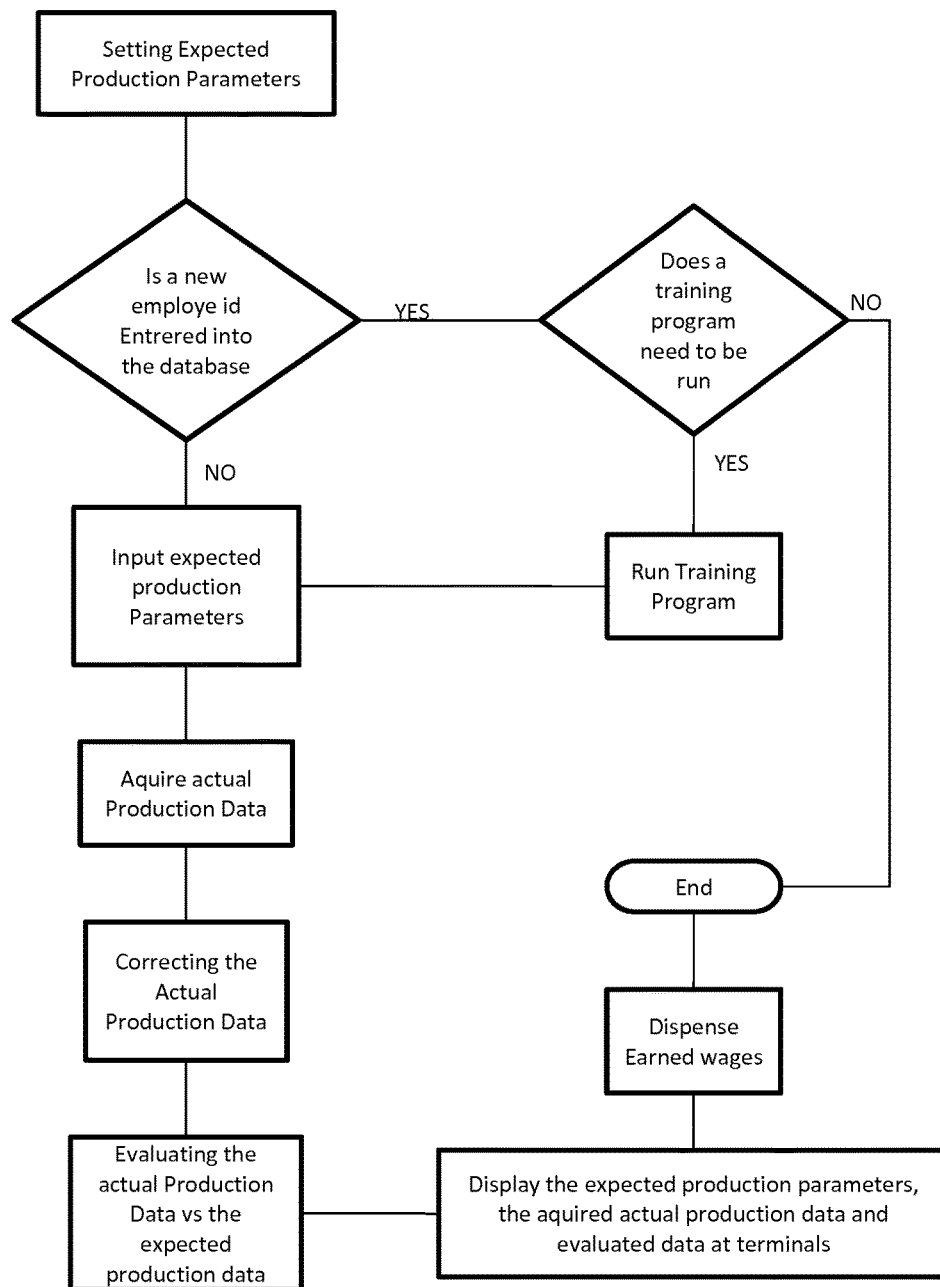 Setting Expected
Production Parameters
Is a new
employe id
Entrered into
the database
YES
Does a
training
program
need to be
run
NO
NO
YES
Input expected
production
Parameters
Run Training
Program
Aquire actual
Production Data
End
Correcting the
Actual
Production Data
Dispense
Earned wages
Evaluating the
actual Production
Data vs the
expected
production data
Display the expected production parameters,
the aquired actual production data and
evaluated data at terminals